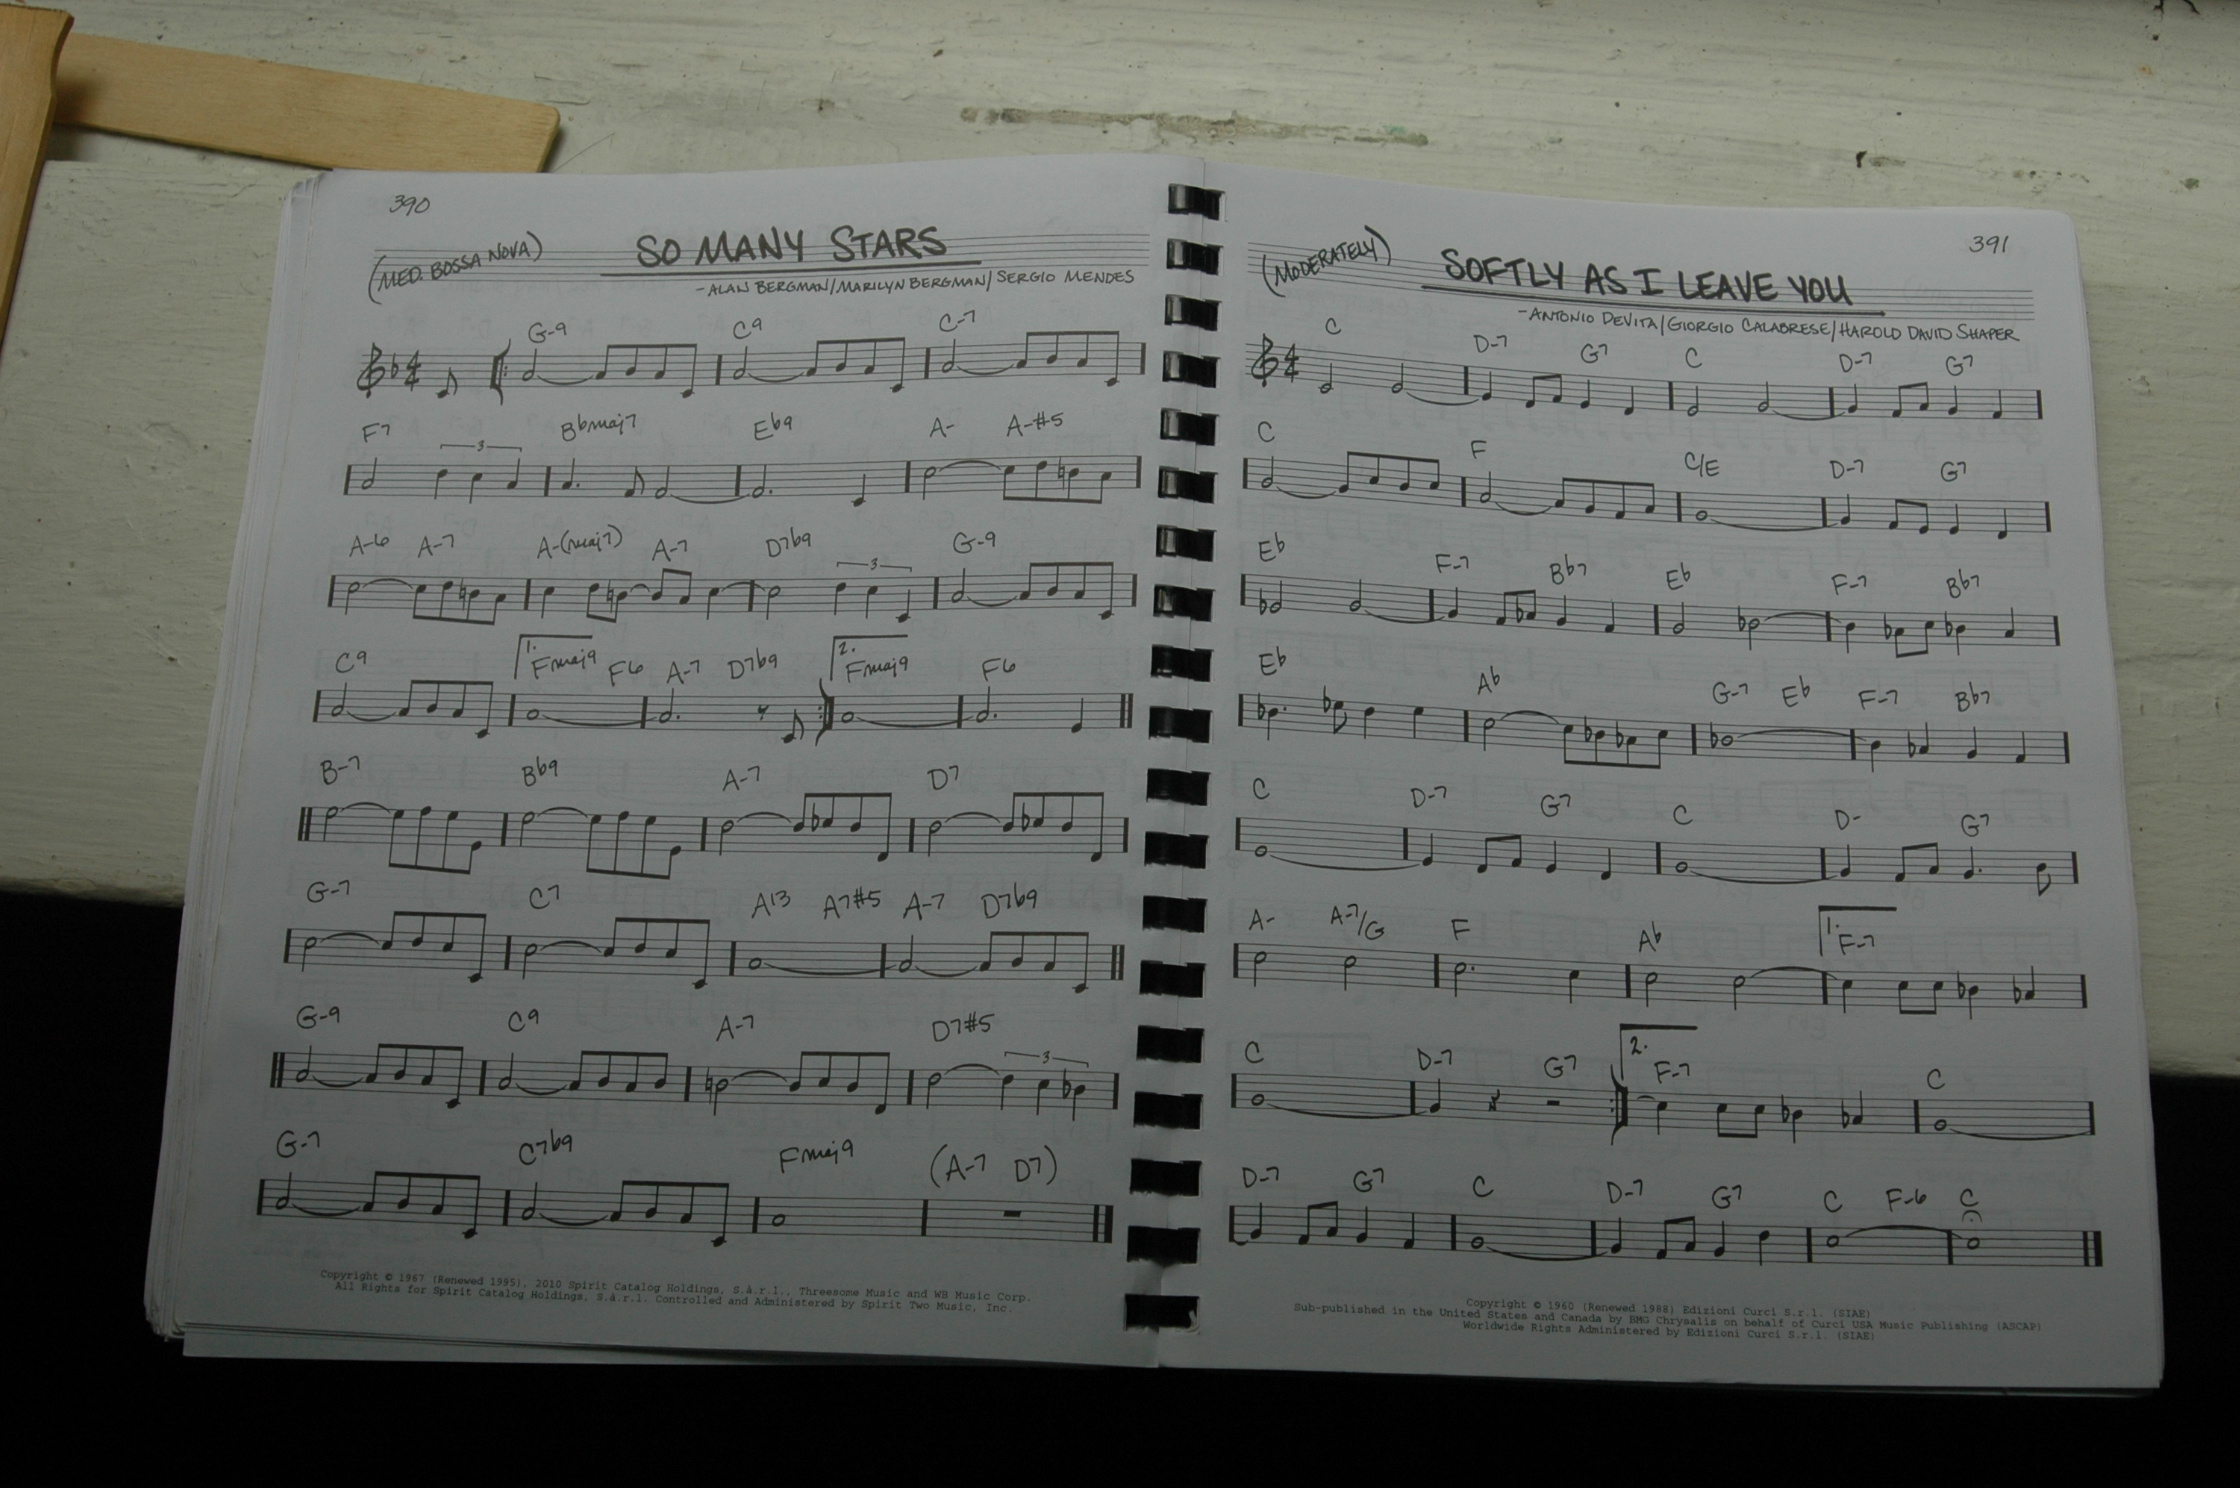 390
(MED. BOSSA NOVA)
SO MANY STARS
-ALAN BERGMAN/MARILYN BERGMAN/SERGIO MENDES
G-9 C9 C-7
F7 3 Bbmaj7 Eb9 A- A-#5
A-6 A-7 A-(maj7) A-7 D7b9 3 G-9
C9 1. Fmaj9 F6 A-7 D7b9 2. Fmaj9 F6
B-7 Bb9 A-7 D7
G-7 C7 A13 A7#5 A-7 D7b9
G-9 C9 A-7 D7#5 3
G-7 C7b9 Fmaj9 (A-7 D7)
Copyright © 1967 (Renewed 1995), 2010 Spirit Catalog Holdings, S.à.r.l., Threesome Music and WB Music Corp.
All Rights for Spirit Catalog Holdings, S.à.r.l. Controlled and Administered by Spirit Two Music, Inc.
391
(MODERATELY)
SOFTLY AS I LEAVE YOU
-ANTONIO DEVITA/GIORGIO CALABRESE/HAROLD DAVID SHAPER
C D-7 G7 C D-7 G7
C F C/E D-7 G7
Eb F-7 Bb7 Eb F-7 Bb7
Eb Ab G-7 Eb F-7 Bb7
C D-7 G7 C D- G7
A- A-7/G F Ab 1. F-7
C D-7 G7 2. F-7 C
D-7 G7 C D-7 G7 C F-6 C
Copyright © 1960 (Renewed 1988) Edizioni Curci S.r.l. (SIAE)
Sub-published in the United States and Canada by BMG Chrysalis on behalf of Curci USA Music Publishing (ASCAP)
Worldwide Rights Administered by Edizioni Curci S.r.l. (SIAE)